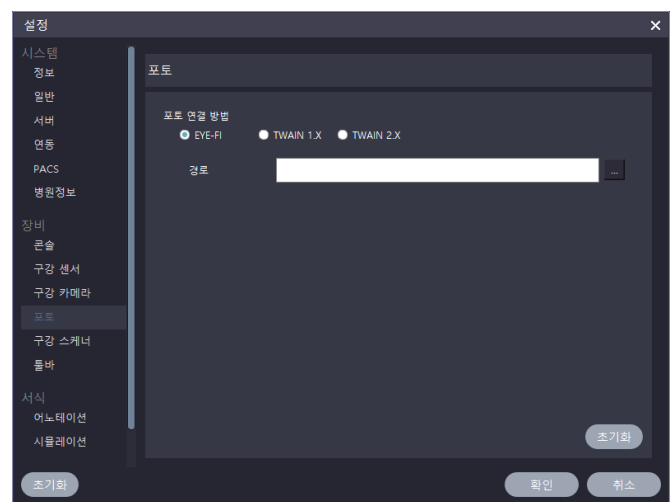 설정
시스템
정보
일반
서버
연동
PACS
병원정보
장비
콘솔
구강 센서
구강 카메라
포토
구강 스케너
툴바
서식
어노테이션
시뮬레이션
초기화
포토
포토 연결 방법
EYE-FI TWAIN 1.X TWAIN 2.X
경로 ...
초기화
확인 취소